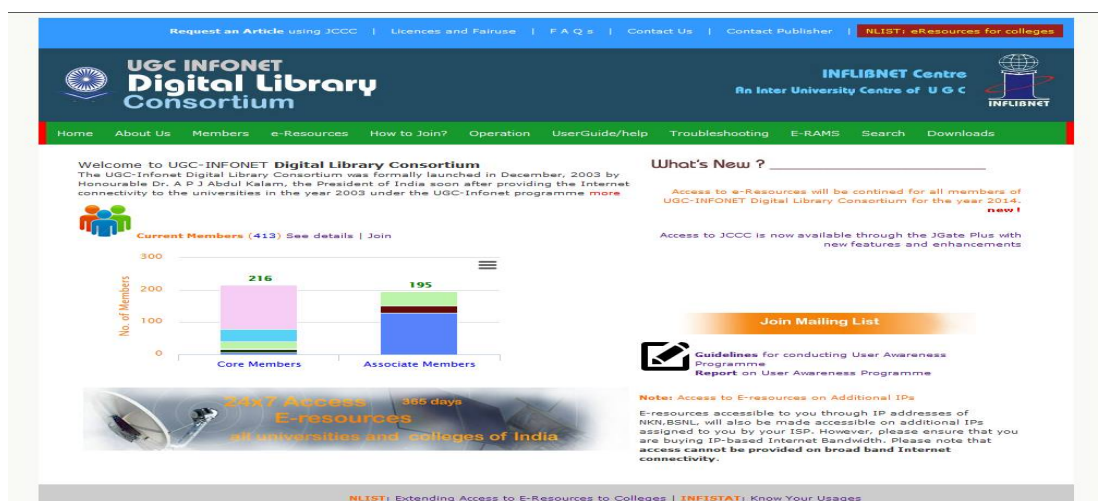 Request an Article using JCCC | Licences and Fairuse | F A Q s | Contact Us | Contact Publisher | NLIST: eResources for colleges
UGC INFONET
Digital Library
Consortium
INFLIBNET Centre
An Inter University Centre of U G C
INFLIBNET
Home About Us Members e-Resources How to Join? Operation UserGuide/help Troubleshooting E-RAMS Search Downloads
Welcome to UGC-INFONET Digital Library Consortium
The UGC-Infonet Digital Library Consortium was formally launched in December, 2003 by
Honourable Dr. A P J Abdul Kalam, the President of India soon after providing the Internet
connectivity to the universities in the year 2003 under the UGC-Infonet programme more
Current Members (413) See details | Join
300
200
100
0
No. of Members
216
195
Core Members
Associate Members
24x7 Access 365 days
E-resources
all universities and colleges of India
What's New ?
Access to e-Resources will be contined for all members of
UGC-INFONET Digital Library Consortium for the year 2014.
new !
Access to JCCC is now available through the JGate Plus with
new features and enhancements
Join Mailing List
Guidelines for conducting User Awareness
Programme
Report on User Awareness Programme
Note: Access to E-resources on Additional IPs
E-resources accessible to you through IP addresses of
NKN,BSNL, will also be made accessible on additional IPs
assigned to you by your ISP. However, please ensure that you
are buying IP-based Internet Bandwidth. Please note that
access cannot be provided on broad band Internet
connectivity.
NLIST: Extending Access to E-Resources to Colleges | INFISTAT: Know Your Usages